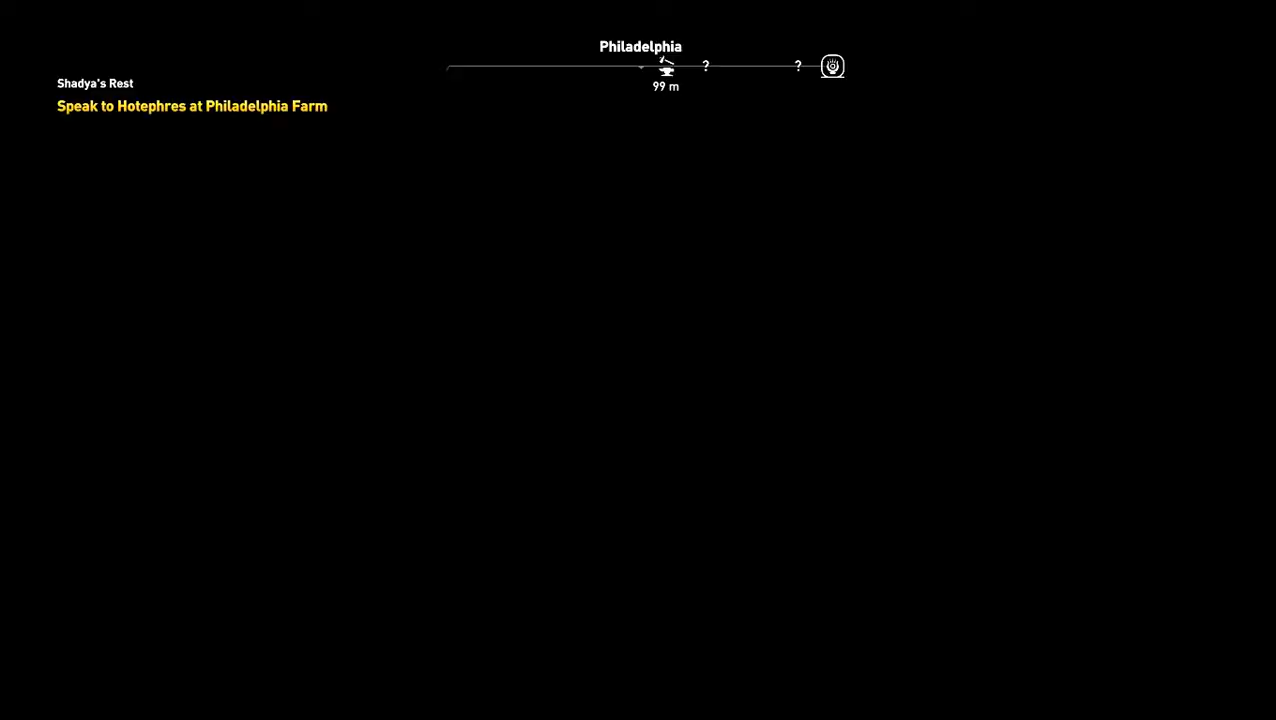 Philadelphia
? ?
99 m
Shadya's Rest
Speak to Hotephres at Philadelphia Farm